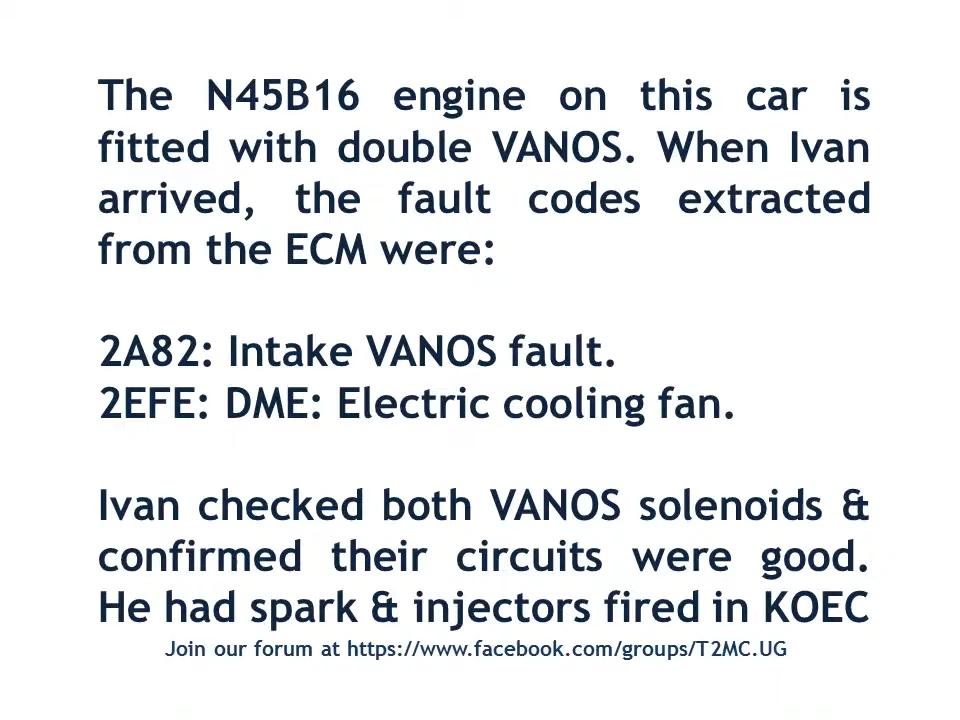 The N45B16 engine on this car is
fitted with double VANOS. When Ivan
arrived, the fault codes extracted
from the ECM were:
2A82: Intake VANOS fault.
2EFE: DME: Electric cooling fan.
Ivan checked both VANOS solenoids &
confirmed their circuits were good.
He had spark & injectors fired in KOEC
Join our forum at https://www.facebook.com/groups/T2MC.UG